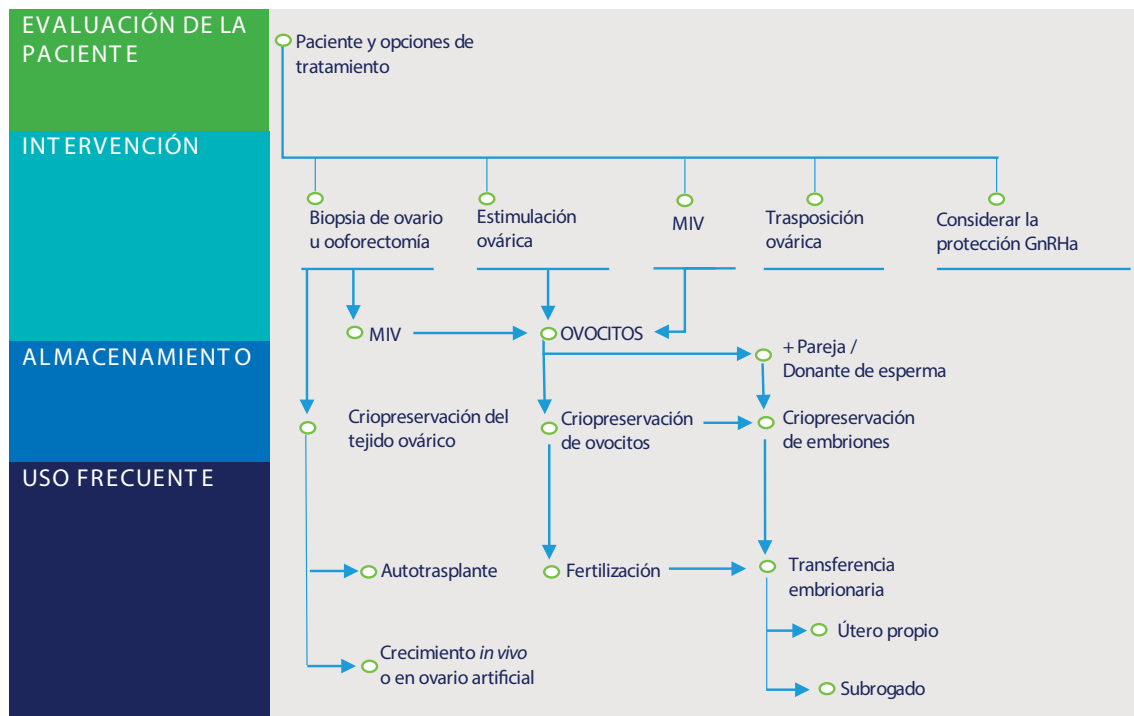 EVALUACIÓN DE LA
PACIENTE
Paciente y opciones de
tratamiento
INTERVENCIÓN
Biopsia de ovario
u ooforectomía
Estimulación
ovárica
MIV
Trasposición
ovárica
Considerar la
protección GnRHa
MIV
OVOCITOS
ALMACENAMIENTO
+ Pareja /
Donante de esperma
Criopreservación del
tejido ovárico
Criopreservación
de ovocitos
Criopreservación
de embriones
USO FRECUENTE
Autotrasplante
Fertilización
Transferencia
embrionaria
Útero propio
Crecimiento in vivo
o en ovario artificial
Subrogado